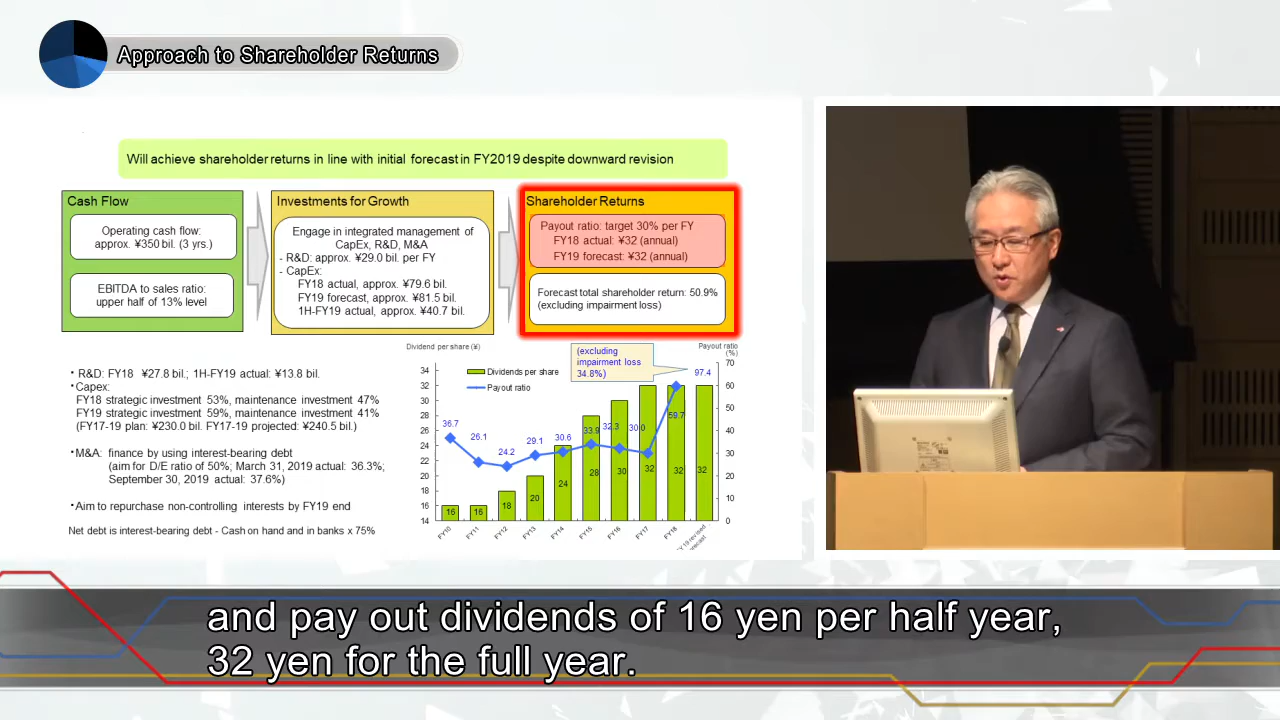 Approach to Shareholder Returns
Will achieve shareholder returns in line with initial forecast in FY2019 despite downward revision
Cash Flow
Operating cash flow:
approx. ¥350 bil. (3 yrs.)
EBITDA to sales ratio:
upper half of 13% level
Investments for Growth
Engage in integrated management of
CapEx, R&D, M&A
- R&D: approx. ¥29.0 bil. per FY
- CapEx:
FY18 actual, approx. ¥79.6 bil.
FY19 forecast, approx. ¥81.5 bil.
1H-FY19 actual, approx. ¥40.7 bil.
Shareholder Returns
Payout ratio: target 30% per FY
FY18 actual: ¥32 (annual)
FY19 forecast: ¥32 (annual)
Forecast total shareholder return: 50.9%
(excluding impairment loss)
・R&D: FY18 ¥27.8 bil.; 1H-FY19 actual: ¥13.8 bil.
・Capex:
FY18 strategic investment 53%, maintenance investment 47%
FY19 strategic investment 59%, maintenance investment 41%
(FY17-19 plan: ¥230.0 bil. FY17-19 projected: ¥240.5 bil.)
・M&A: finance by using interest-bearing debt
(aim for D/E ratio of 50%; March 31, 2019 actual: 36.3%;
September 30, 2019 actual: 37.6%)
・Aim to repurchase non-controlling interests by FY19 end
Net debt is interest-bearing debt - Cash on hand and in banks x 75%
Dividend per share (¥)
Payout ratio
(%)
(excluding
impairment loss
34.8%)
Dividends per share
Payout ratio
34
32
30
28
26
24
22
20
18
16
14
70
60
50
40
30
20
10
0
36.7
26.1
24.2
29.1
30.6
33.9
32.3
30.0
59.7
97.4
16
16
18
20
24
28
30
32
32
32
FY10
FY11
FY12
FY13
FY14
FY15
FY16
FY17
FY18
FY19 revised
forecast
and pay out dividends of 16 yen per half year,
32 yen for the full year.